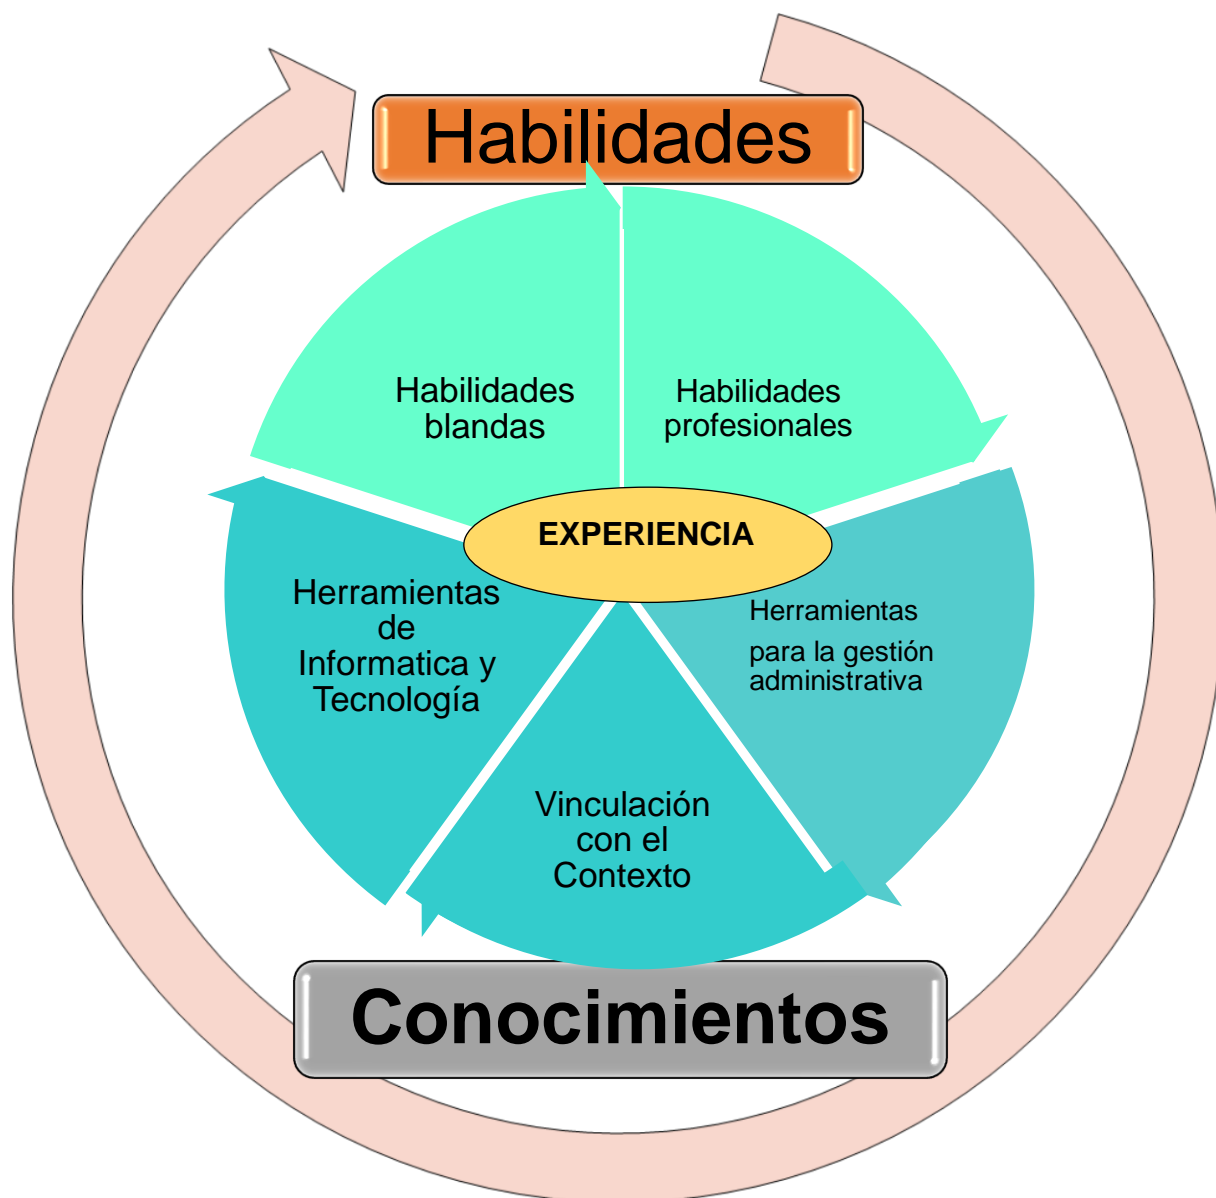 Habilidades
Habilidades
blandas
Habilidades
profesionales
EXPERIENCIA
Herramientas
de
Informatica y
Tecnología
Herramientas
para la gestión
administrativa
Vinculación
con el
Contexto
Conocimientos